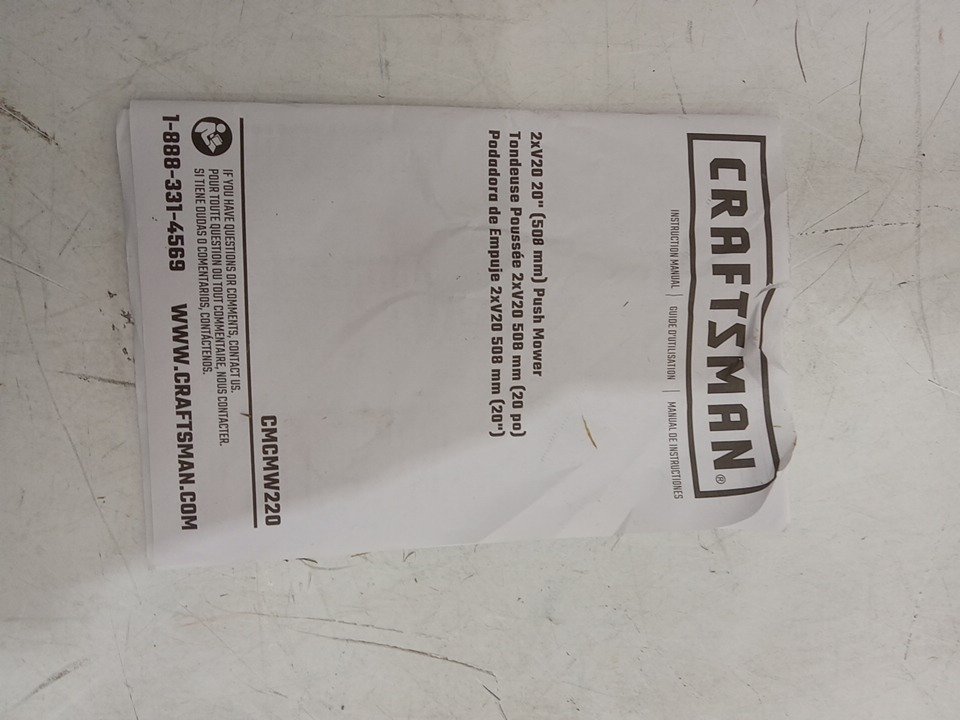 CRAFTSMAN®
INSTRUCTION MANUAL | GUIDE D'UTILISATION | MANUAL DE INSTRUCTIONES
2xV20 20" (508 mm) Push Mower
Tondeuse Poussée 2xV20 508 mm (20 po)
Podadora de Empuje 2xV20 508 mm (20")
CMCMW220
IF YOU HAVE QUESTIONS OR COMMENTS, CONTACT US.
POUR TOUTE QUESTION OU TOUT COMMENTAIRE, NOUS CONTACTER.
SI TIENE DUDAS O COMENTARIOS, CONTÁCTENOS.
1-888-331-4569 WWW.CRAFTSMAN.COM